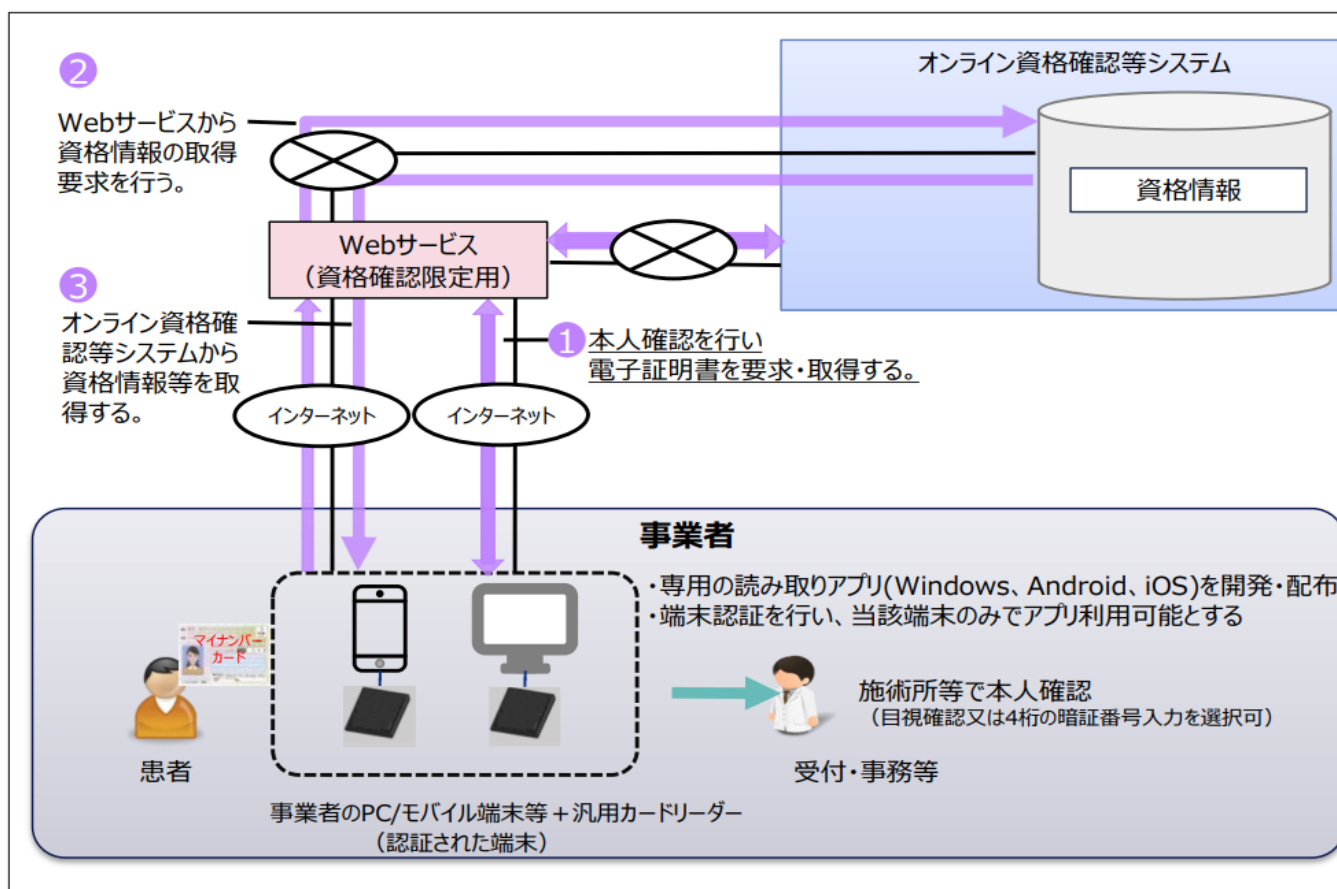 オンライン資格確認等システム
資格情報
2
Webサービスから
資格情報の取得
要求を行う。
Webサービス
(資格確認限定用)
3
オンライン資格確
認等システムから
資格情報等を取
得する。
1
本人確認を行い
電子証明書を要求・取得する。
インターネット
インターネット
事業者
・専用の読み取りアプリ(Windows、Android、iOS)を開発・配布
・端末認証を行い、当該端末のみでアプリ利用可能とする
マイナンバー
カード
患者
施術所等で本人確認
(目視確認又は4桁の暗証番号入力を選択可)
受付・事務等
事業者のPC/モバイル端末等+汎用カードリーダー
(認証された端末)